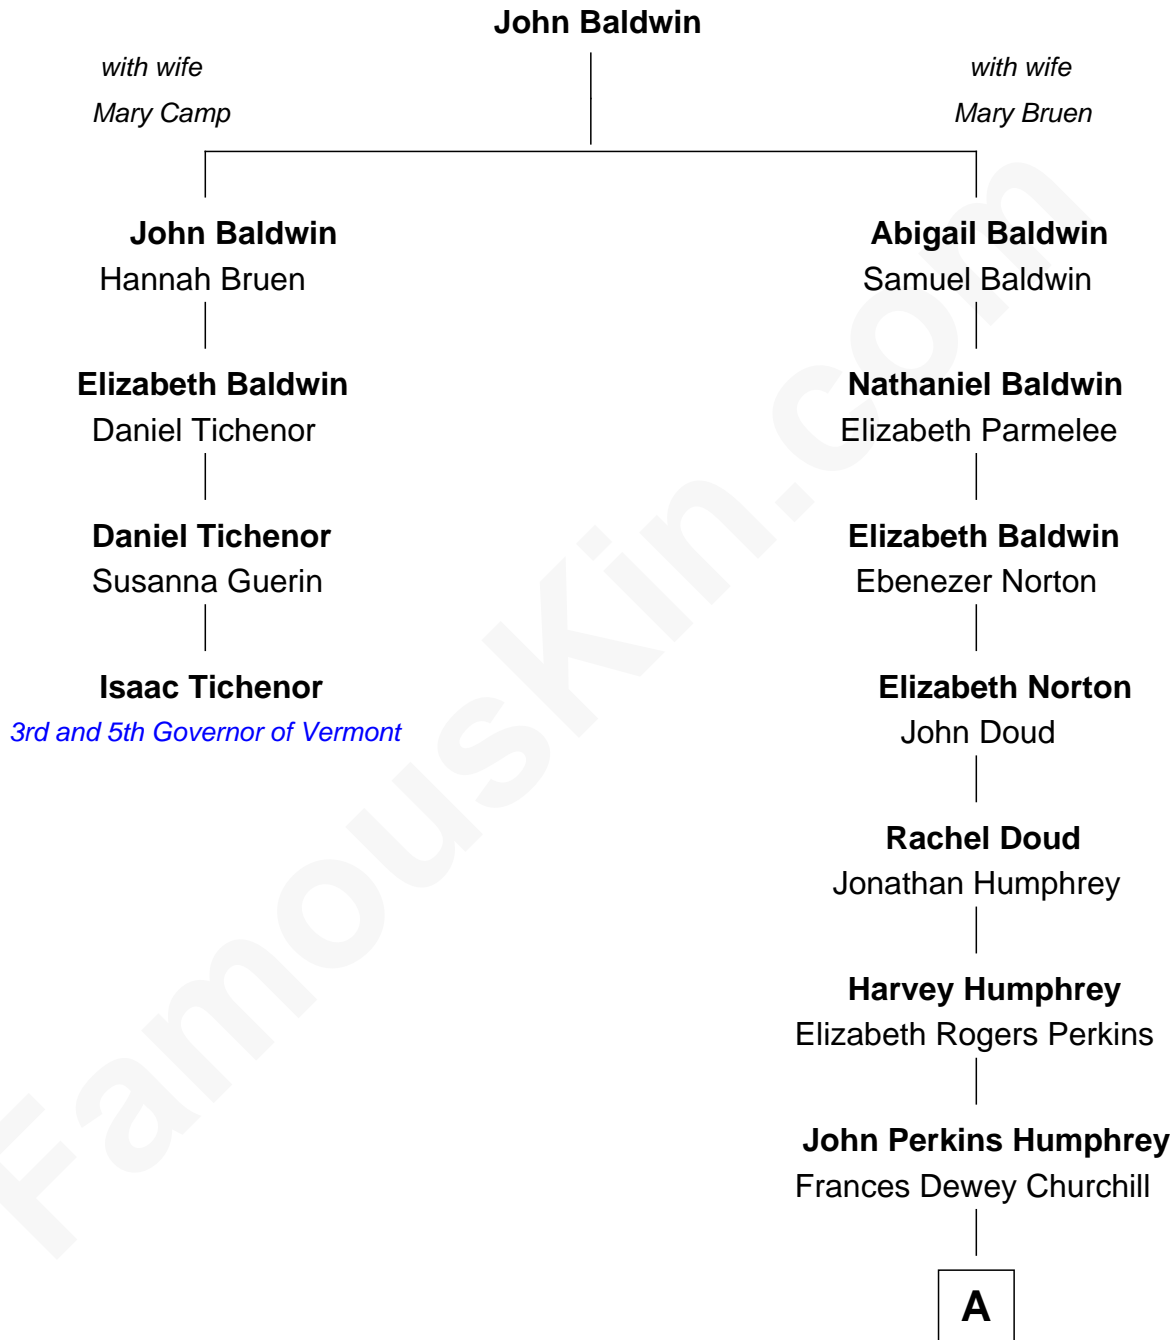 John Baldwin
with wife
Mary Camp
with wife
Mary Bruen
John Baldwin
Hannah Bruen
Abigail Baldwin
Samuel Baldwin
Elizabeth Baldwin
Daniel Tichenor
Nathaniel Baldwin
Elizabeth Parmelee
Daniel Tichenor
Susanna Guerin
Elizabeth Baldwin
Ebenezer Norton
Isaac Tichenor
3rd and 5th Governor of Vermont
Elizabeth Norton
John Doud
Rachel Doud
Jonathan Humphrey
Harvey Humphrey
Elizabeth Rogers Perkins
John Perkins Humphrey
Frances Dewey Churchill
A
FamousKin.com